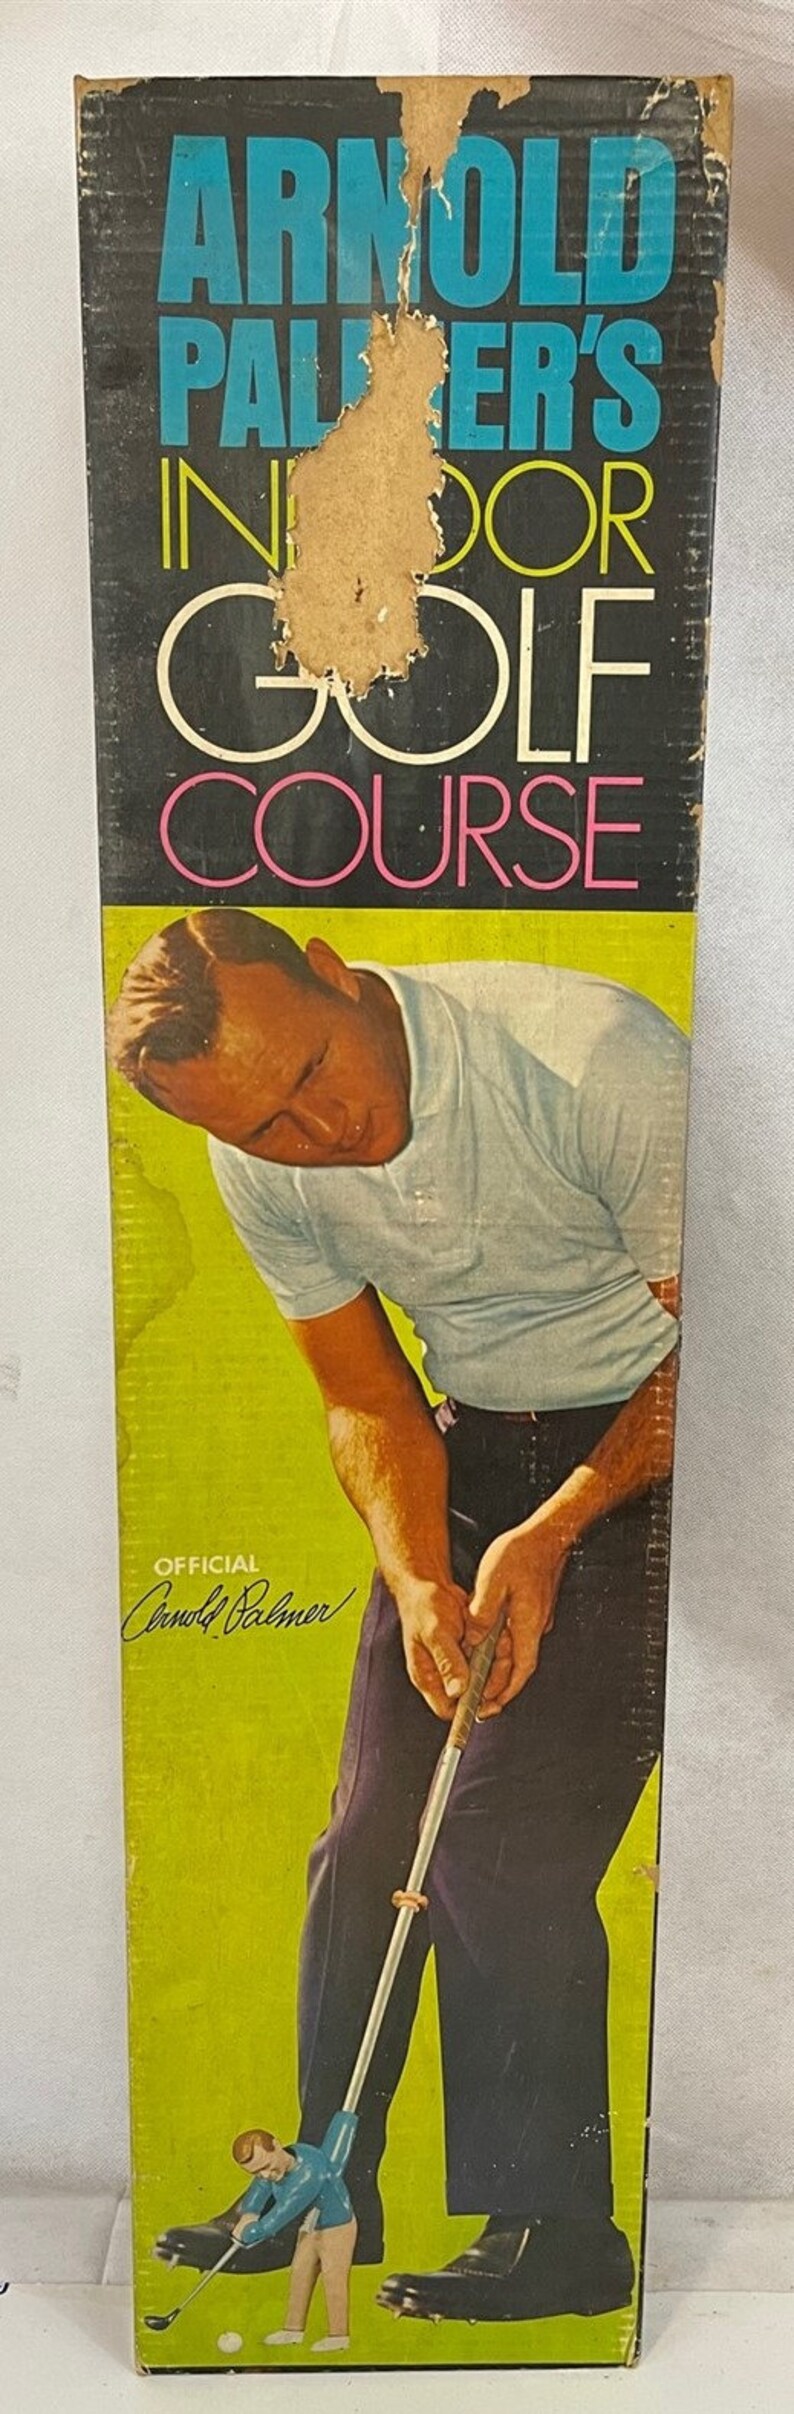 ARNOLD
PALMER'S
INDOOR
GOLF
COURSE
OFFICIAL
Arnold Palmer